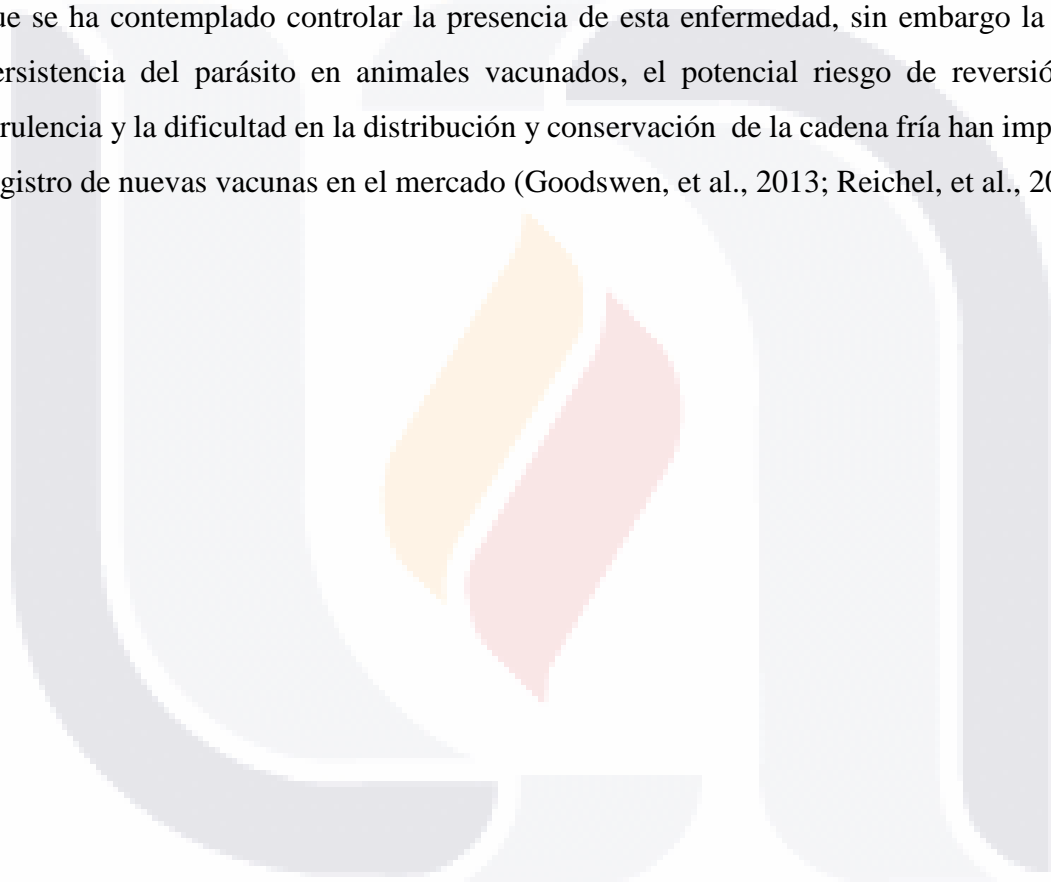 ue se ha contemplado controlar la presencia de esta enfermedad, sin embargo la
ersistencia del parásito en animales vacunados, el potencial riesgo de reversió
rulencia y la dificultad en la distribución y conservación de la cadena fría han imp
gistro de nuevas vacunas en el mercado (Goodswen, et al., 2013; Reichel, et al., 20